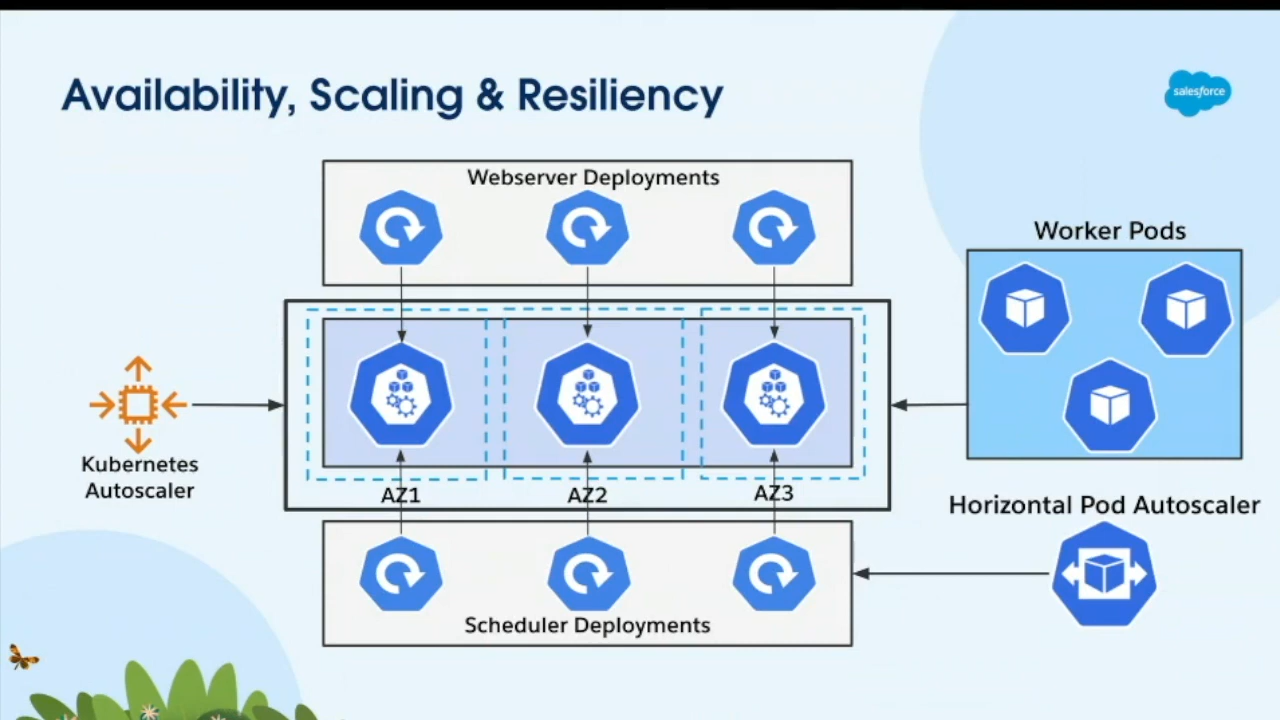 Availability, Scaling & Resiliency
salesforce
Webserver Deployments
Worker Pods
Kubernetes
Autoscaler
AZ1
AZ2
AZ3
Horizontal Pod Autoscaler
Scheduler Deployments